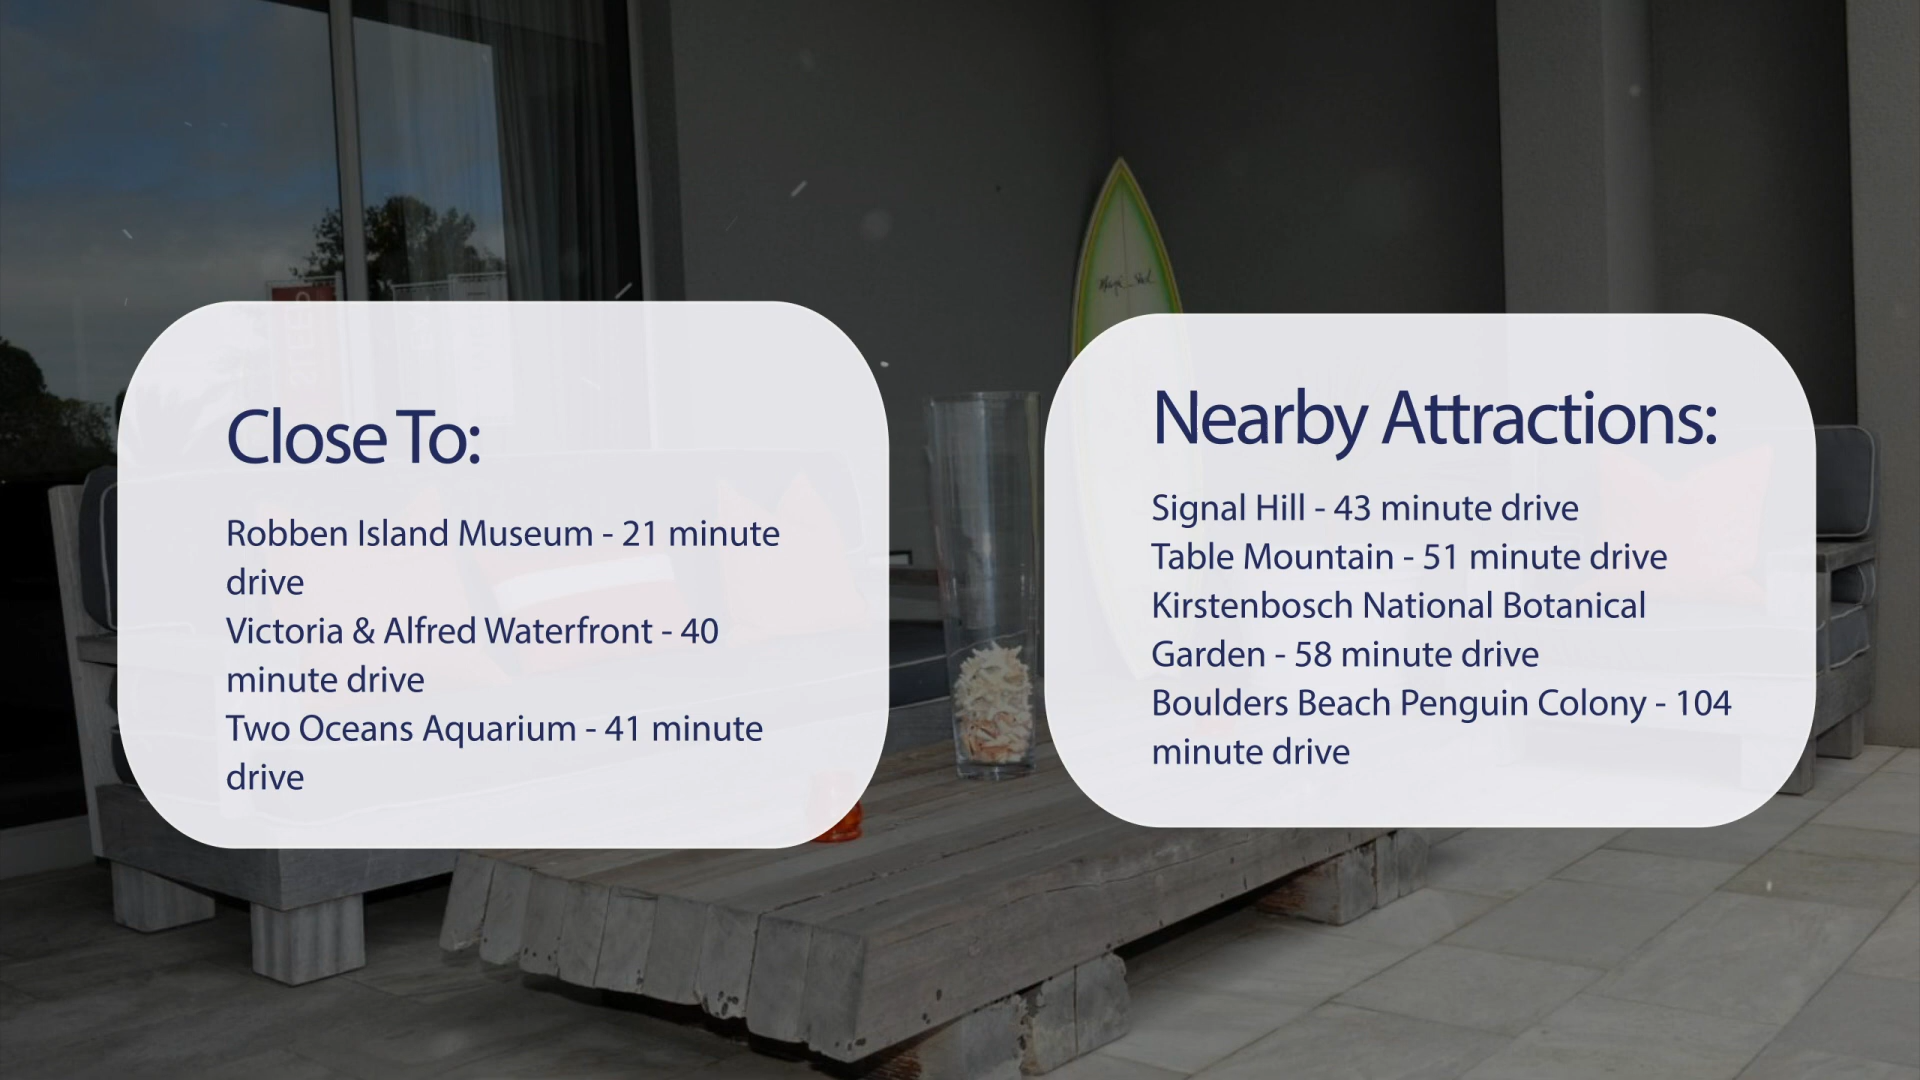 Close To:
Robben Island Museum - 21 minute
drive
Victoria & Alfred Waterfront - 40
minute drive
Two Oceans Aquarium - 41 minute
drive
Nearby Attractions:
Signal Hill - 43 minute drive
Table Mountain - 51 minute drive
Kirstenbosch National Botanical
Garden - 58 minute drive
Boulders Beach Penguin Colony - 104
minute drive